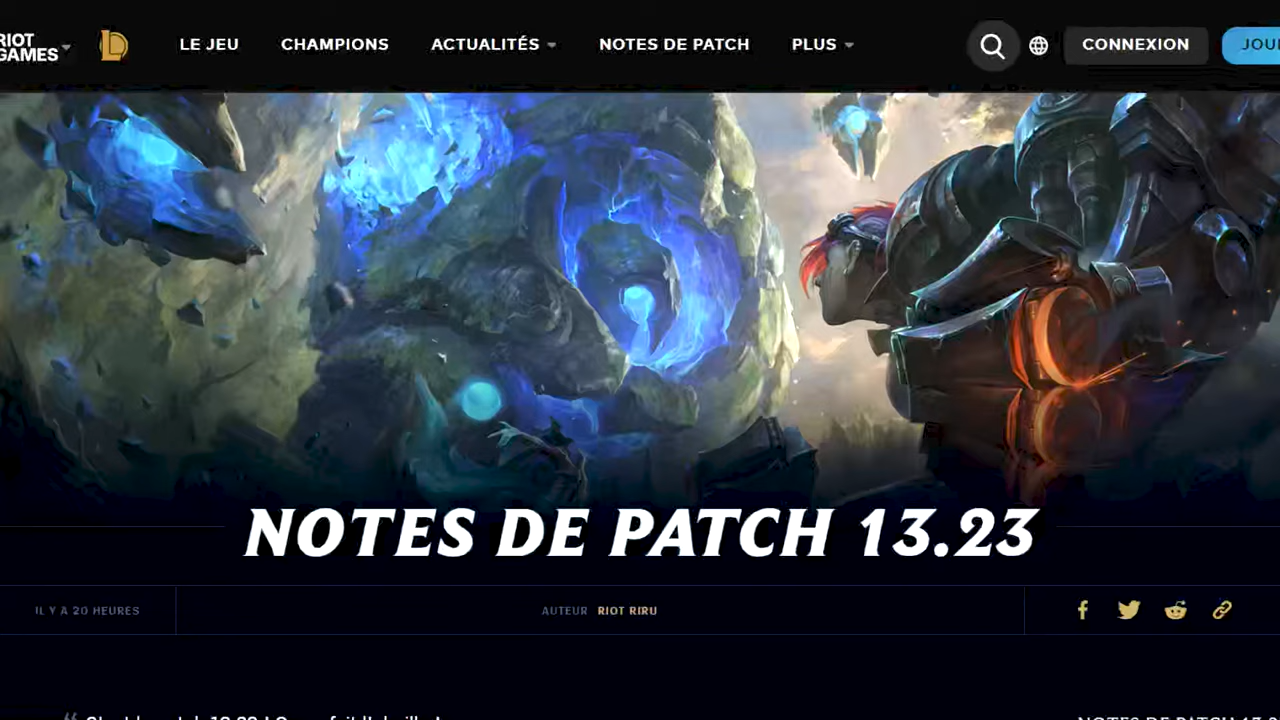 RIOT
GAMES
LE JEU
CHAMPIONS
ACTUALITÉS
NOTES DE PATCH
PLUS
CONNEXION
NOTES DE PATCH 13.23
IL Y A 20 HEURES
AUTEUR RIOT RIRU